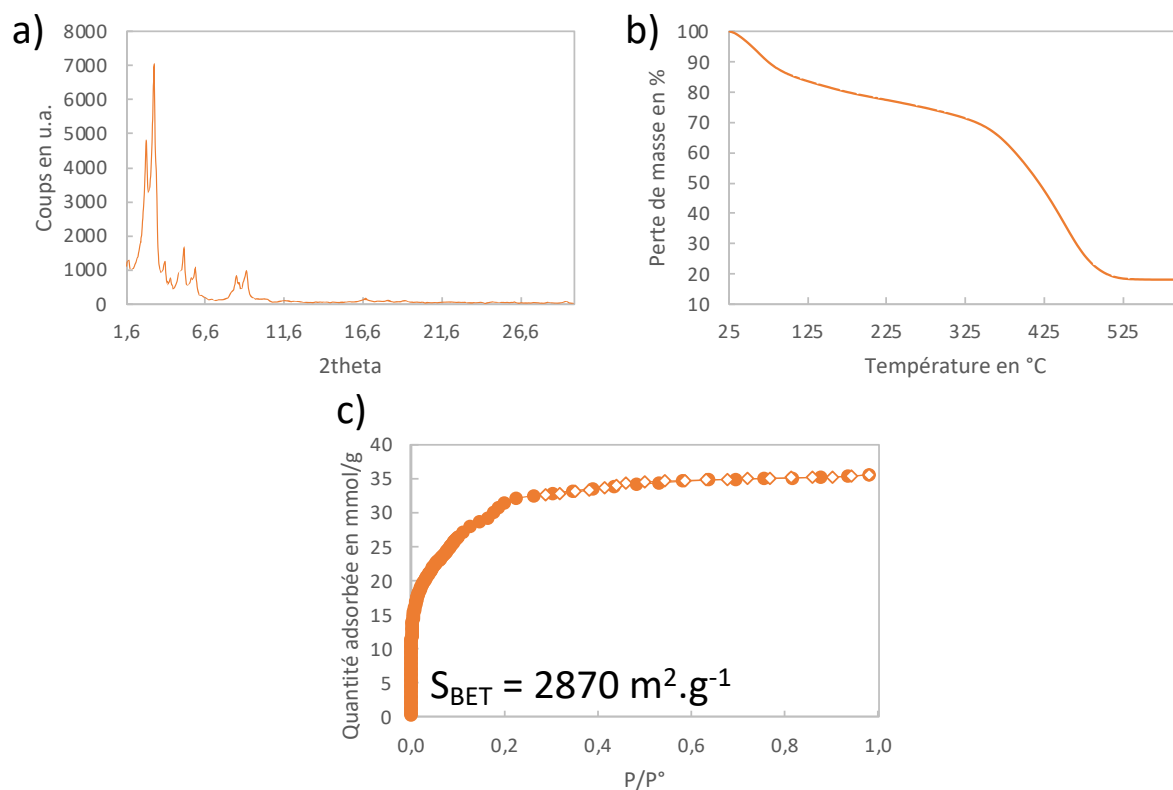 a)
8000
7000
6000
5000
4000
3000
2000
1000
0
Coups en u.a.
1,6 6,6 11,6 16,6 21,6 26,6
2theta
b)
100
90
80
70
60
50
40
30
20
10
Perte de masse en %
25 125 225 325 425 525
Température en °C
c)
40
35
30
25
20
15
10
5
0
Quantité adsorbée en mmol/g
S_BET = 2870 m².g⁻¹
0,0 0,2 0,4 0,6 0,8 1,0
P/P°